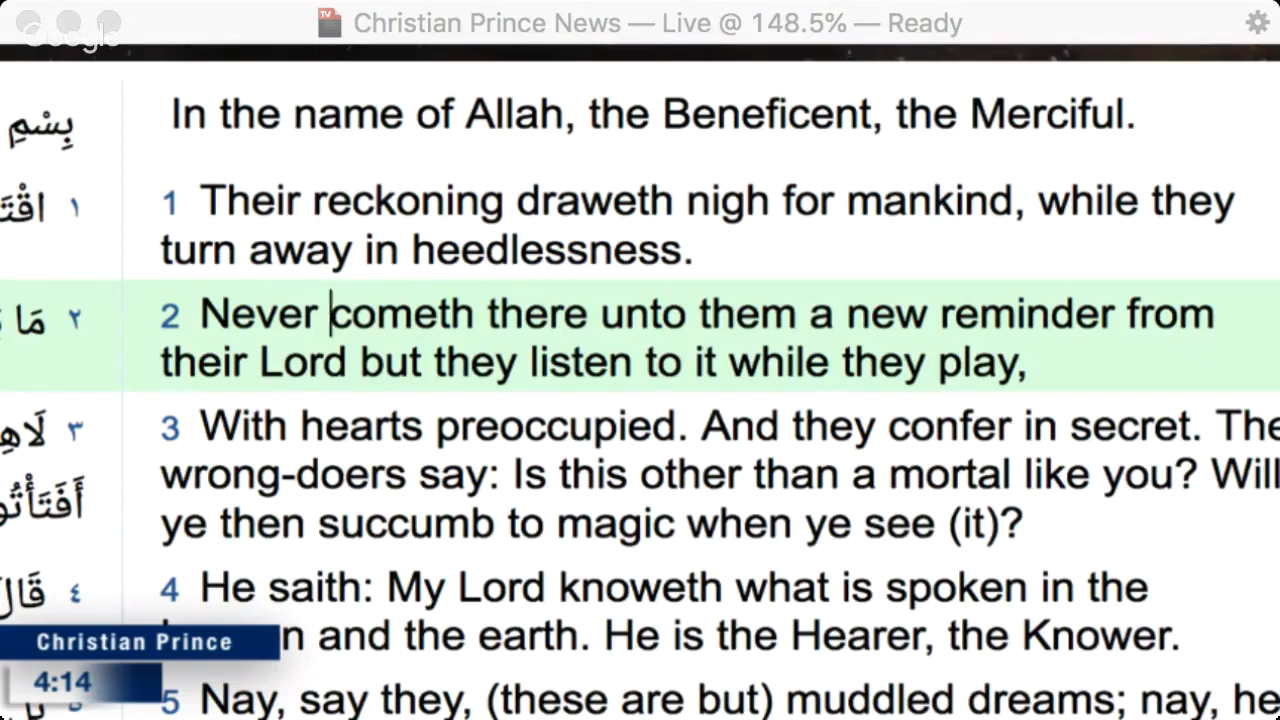 Christian Prince News — Live @ 148.5% — Ready
Google
TV
In the name of Allah, the Beneficent, the Merciful.
بِسْمِ
1 Their reckoning draweth nigh for mankind, while they
١
turn away in heedlessness.
2 Never cometh there unto them a new reminder from
٢ مَا
their Lord but they listen to it while they play,
3 With hearts preoccupied. And they confer in secret. The
٣
wrong-doers say: Is this other than a mortal like you? Will
ye then succumb to magic when ye see (it)?
4 He saith: My Lord knoweth what is spoken in the
٤
and the earth. He is the Hearer, the Knower.
Christian Prince
4:14
5 Nay, say they, (these are but) muddled dreams; nay, he